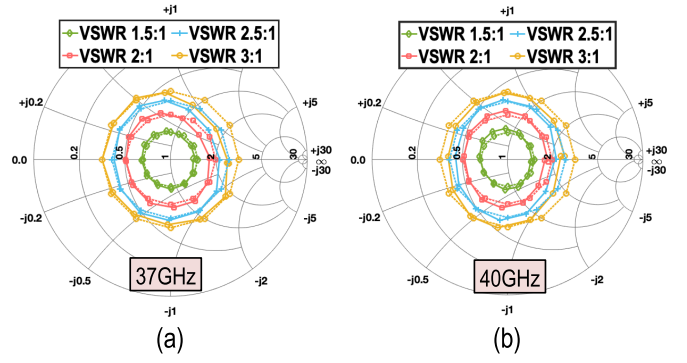 +j1
VSWR 1.5:1 VSWR 2.5:1
VSWR 2:1 VSWR 3:1
+j0.2
+j5
0.0
0.2
0.5
1
2
5
30
+j30
∞
-j30
-j0.2
-j5
-j0.5
37GHz
-j2
-j1
(a)
+j1
VSWR 1.5:1 VSWR 2.5:1
VSWR 2:1 VSWR 3:1
+j0.2
+j5
0.0
0.2
0.5
1
2
5
30
+j30
-j∞
-j30
-j0.2
-j5
-j0.5
40GHz
-j2
-j1
(b)